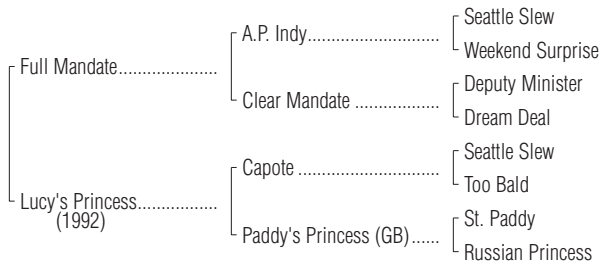 Seattle Slew
A.P. Indy
Weekend Surprise
Full Mandate
Deputy Minister
Clear Mandate
Dream Deal
Seattle Slew
Capote
Too Bald
Lucy's Princess
(1992)
St. Paddy
Paddy's Princess (GB)
Russian Princess